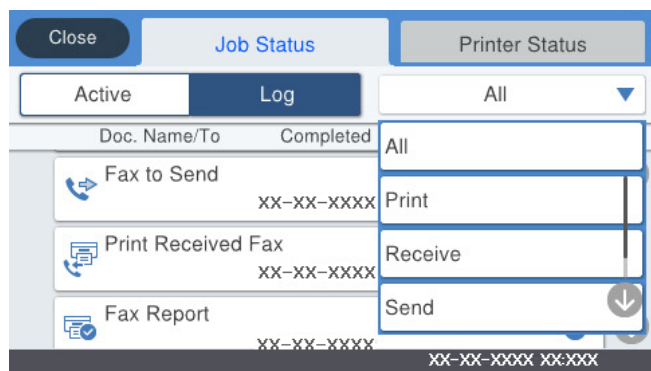 Close
Job Status
Printer Status
Active
Log
All
Doc. Name/To
Completed
All
Fax to Send
XX-XX-XXXX
Print
Print Received Fax
XX-XX-XXXX
Receive
Fax Report
XX-XX-XXXX
Send
XX-XX-XXXX XX:XXX